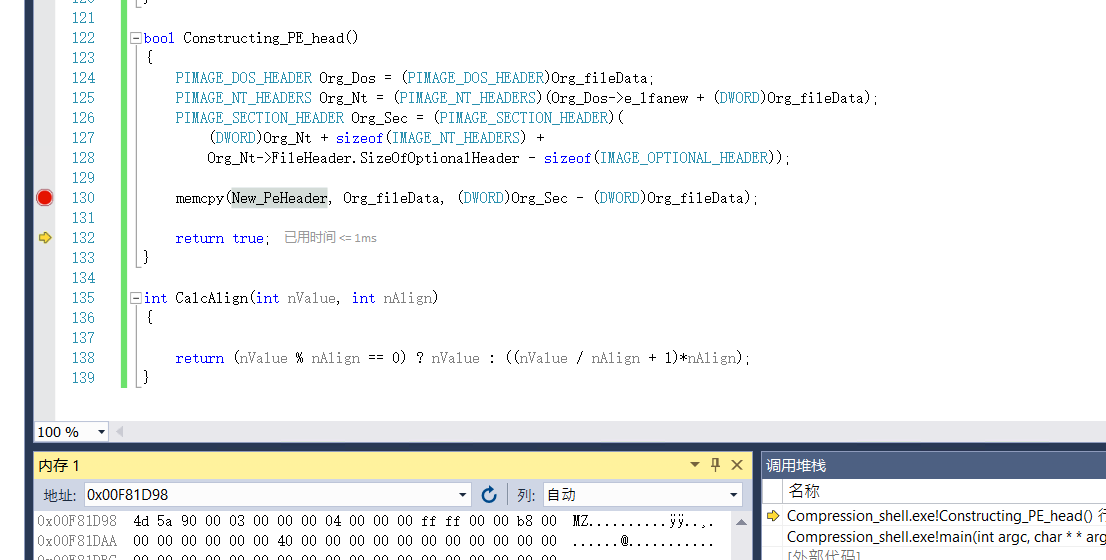 121
122 bool Constructing_PE_head()
123 {
124 PIMAGE_DOS_HEADER Org_Dos = (PIMAGE_DOS_HEADER)Org_fileData;
125 PIMAGE_NT_HEADERS Org_Nt = (PIMAGE_NT_HEADERS)(Org_Dos->e_lfanew + (DWORD)Org_fileData);
126 PIMAGE_SECTION_HEADER Org_Sec = (PIMAGE_SECTION_HEADER)(
127 (DWORD)Org_Nt + sizeof(IMAGE_NT_HEADERS) +
128 Org_Nt->FileHeader.SizeOfOptionalHeader - sizeof(IMAGE_OPTIONAL_HEADER));
129
130 memcpy(New_PeHeader, Org_fileData, (DWORD)Org_Sec - (DWORD)Org_fileData);
131
132 return true; 已用时间 <= 1ms
133 }
134
135 int CalcAlign(int nValue, int nAlign)
136 {
137
138 return (nValue % nAlign == 0) ? nValue : ((nValue / nAlign + 1)*nAlign);
139 }
100 %
内存 1
地址: 0x00F81D98 列: 自动
0x00F81D98 4d 5a 90 00 03 00 00 00 04 00 00 00 ff ff 00 00 b8 00 MZ..........ÿÿ..¸.
0x00F81DAA 00 00 00 00 00 00 40 00 00 00 00 00 00 00 00 00 00 00 ......@...........
调用堆栈
名称
Compression_shell.exe!Constructing_PE_head() 行
Compression_shell.exe!main(int argc, char * * arg
[外部代码]